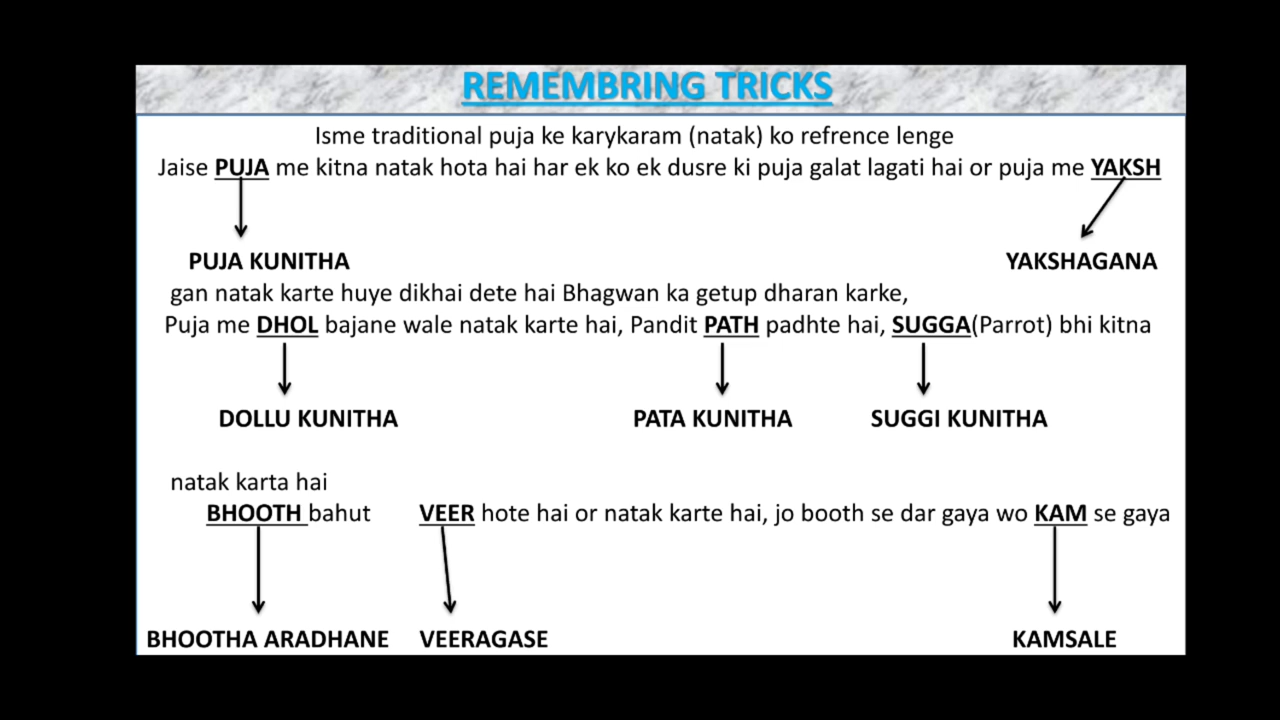 REMEMBRING TRICKS
Isme traditional puja ke karykaram (natak) ko refrence lenge
Jaise PUJA me kitna natak hota hai har ek ko ek dusre ki puja galat lagati hai or puja me YAKSH
PUJA KUNITHA YAKSHAGANA
gan natak karte huye dikhai dete hai Bhagwan ka getup dharan karke,
Puja me DHOL bajane wale natak karte hai, Pandit PATH padhte hai, SUGGA(Parrot) bhi kitna
DOLLU KUNITHA PATA KUNITHA SUGGI KUNITHA
natak karta hai
BHOOTH bahut VEER hote hai or natak karte hai, jo booth se dar gaya wo KAM se gaya
BHOOTHA ARADHANE VEERAGASE KAMSALE